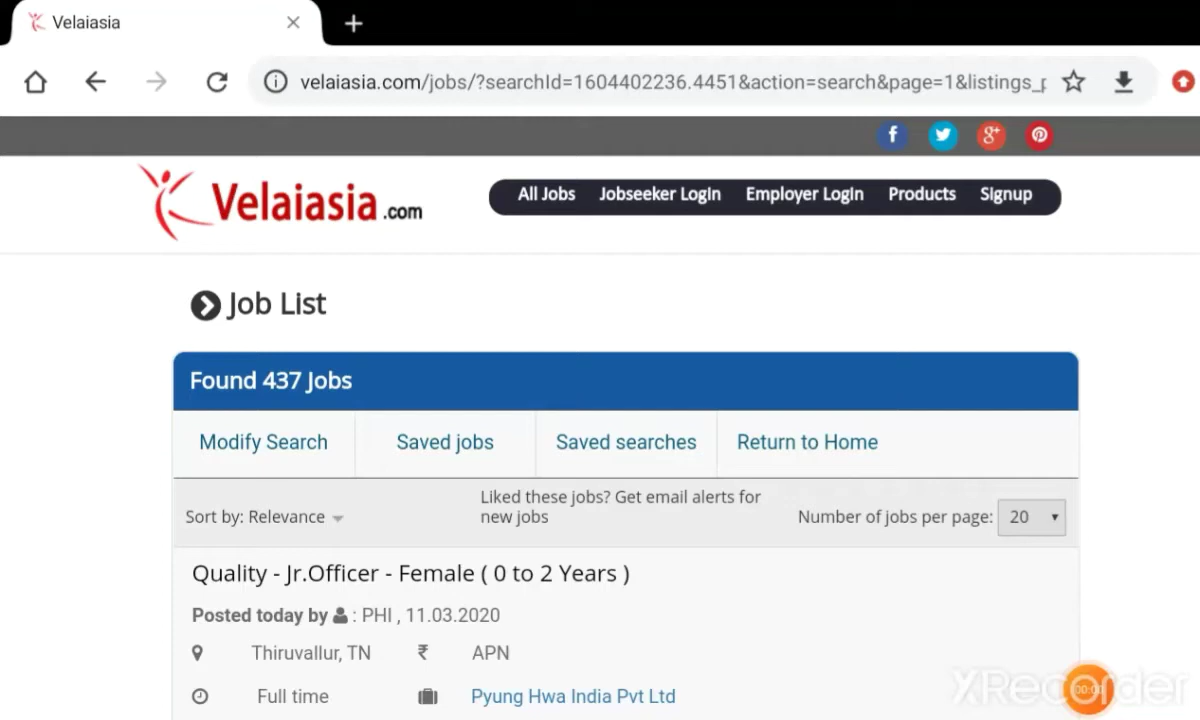 Velaiasia
velaiasia.com/jobs/?searchId=1604402236.4451&action=search&page=1&listings_
f g+
Velaiasia.com
All Jobs Jobseeker Login Employer Login Products Signup
Job List
Found 437 Jobs
Modify Search Saved jobs Saved searches Return to Home
Liked these jobs? Get email alerts for
new jobs
Sort by: Relevance Number of jobs per page: 20
Quality - Jr.Officer - Female ( 0 to 2 Years )
Posted today by : PHI , 11.03.2020
Thiruvallur, TN ₹ APN
Full time Pyung Hwa India Pvt Ltd
XRecorder
00:00